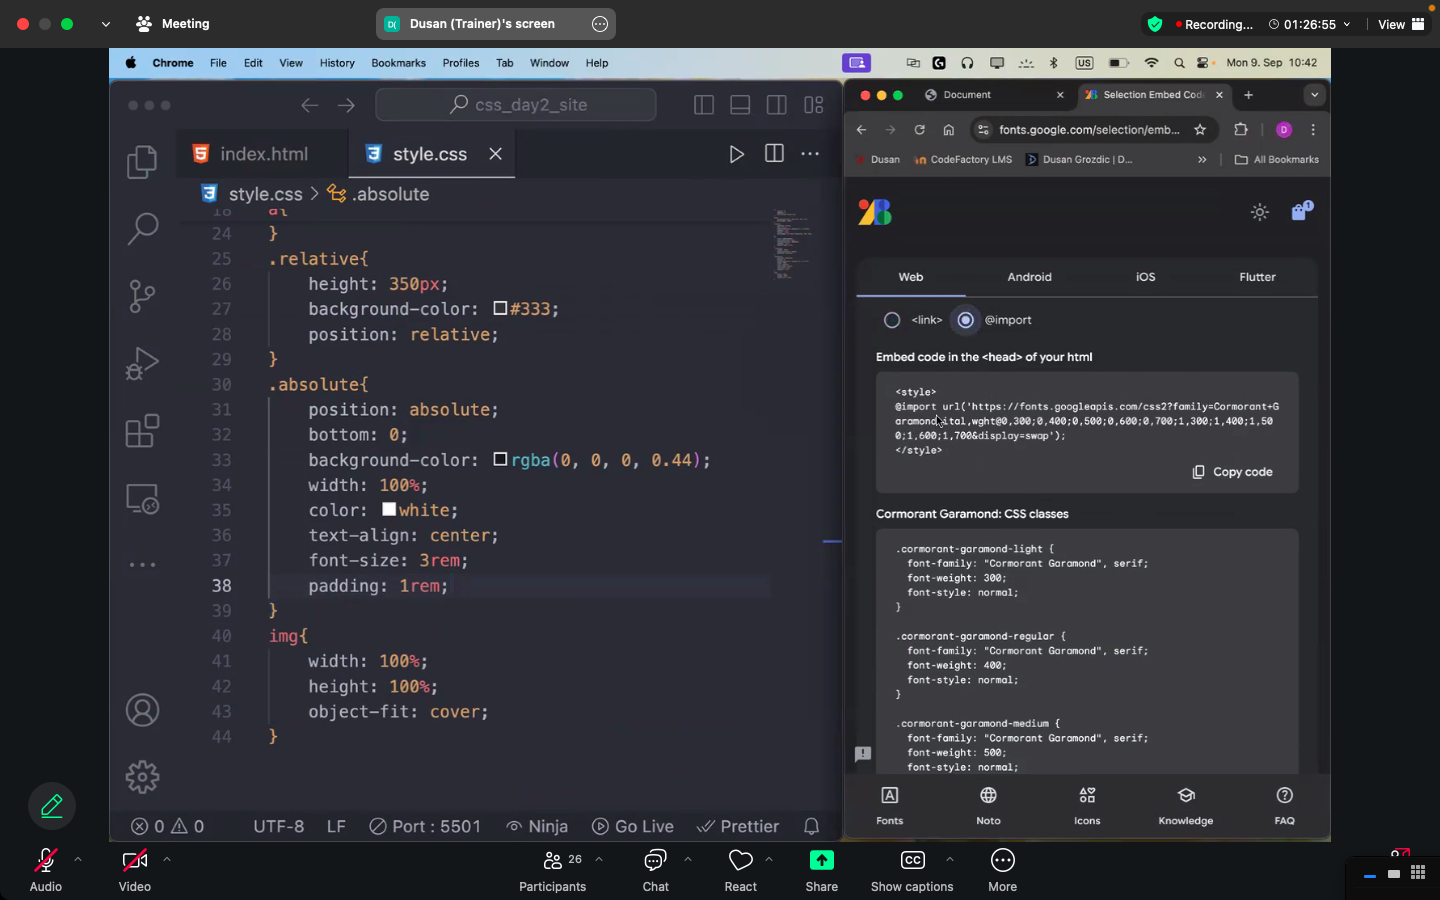 Meeting
D( Dusan (Trainer)'s screen
Recording... 01:26:55 View
Chrome File Edit View History Bookmarks Profiles Tab Window Help
US Mon 9. Sep 10:42
css_day2_site
index.html style.css
style.css > .absolute
18 a{
24 }
25 .relative{
26 height: 350px;
27 background-color: #333;
28 position: relative;
29 }
30 .absolute{
31 position: absolute;
32 bottom: 0;
33 background-color: rgba(0, 0, 0, 0.44);
34 width: 100%;
35 color: white;
36 text-align: center;
37 font-size: 3rem;
38 padding: 1rem;
39 }
40 img{
41 width: 100%;
42 height: 100%;
43 object-fit: cover;
44 }
0 0 UTF-8 LF Port : 5501 Ninja Go Live Prettier
Document Selection Embed Cod
fonts.google.com/selection/emb... D
Dusan CodeFactory LMS Dusan Grozdic | D... » All Bookmarks
1
Web Android iOS Flutter
<link> @import
Embed code in the <head> of your html
<style>
@import url('https://fonts.googleapis.com/css2?family=Cormorant+G
aramond:ital,wght@0,300;0,400;0,500;0,600;0,700;1,300;1,400;1,50
0;1,600;1,700&display=swap');
</style>
Copy code
Cormorant Garamond: CSS classes
.cormorant-garamond-light {
font-family: "Cormorant Garamond", serif;
font-weight: 300;
font-style: normal;
}
.cormorant-garamond-regular {
font-family: "Cormorant Garamond", serif;
font-weight: 400;
font-style: normal;
}
.cormorant-garamond-medium {
font-family: "Cormorant Garamond", serif;
font-weight: 500;
font-style: normal;
Fonts Noto Icons Knowledge FAQ
Audio Video Participants 26 Chat React Share CC Show captions More